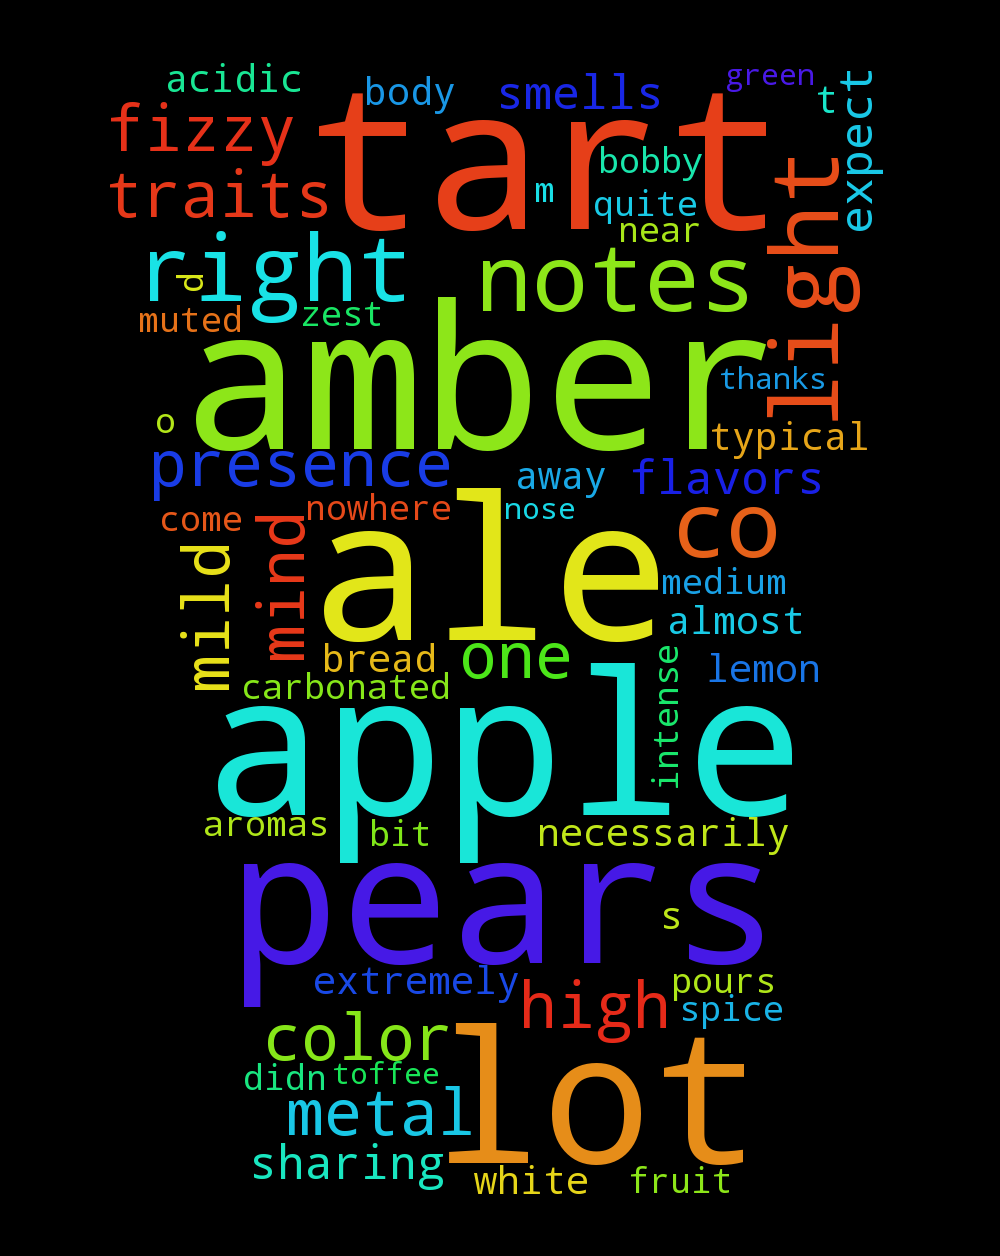 green
acidic
body
smells
t
expect
fizzy
tart
bobby
traits
m
quite
light
near
right
notes
d
muted
zest
amber
thanks
o
typical
presence
away
flavors
come
nowhere
nose
co
mild
mind
ale
medium
almost
bread
one
lemon
carbonated
intense
apple
aromas
bit
necessarily
pears
s
extremely
high
pours
spice
color
didn
toffee
lot
metal
sharing
white
fruit